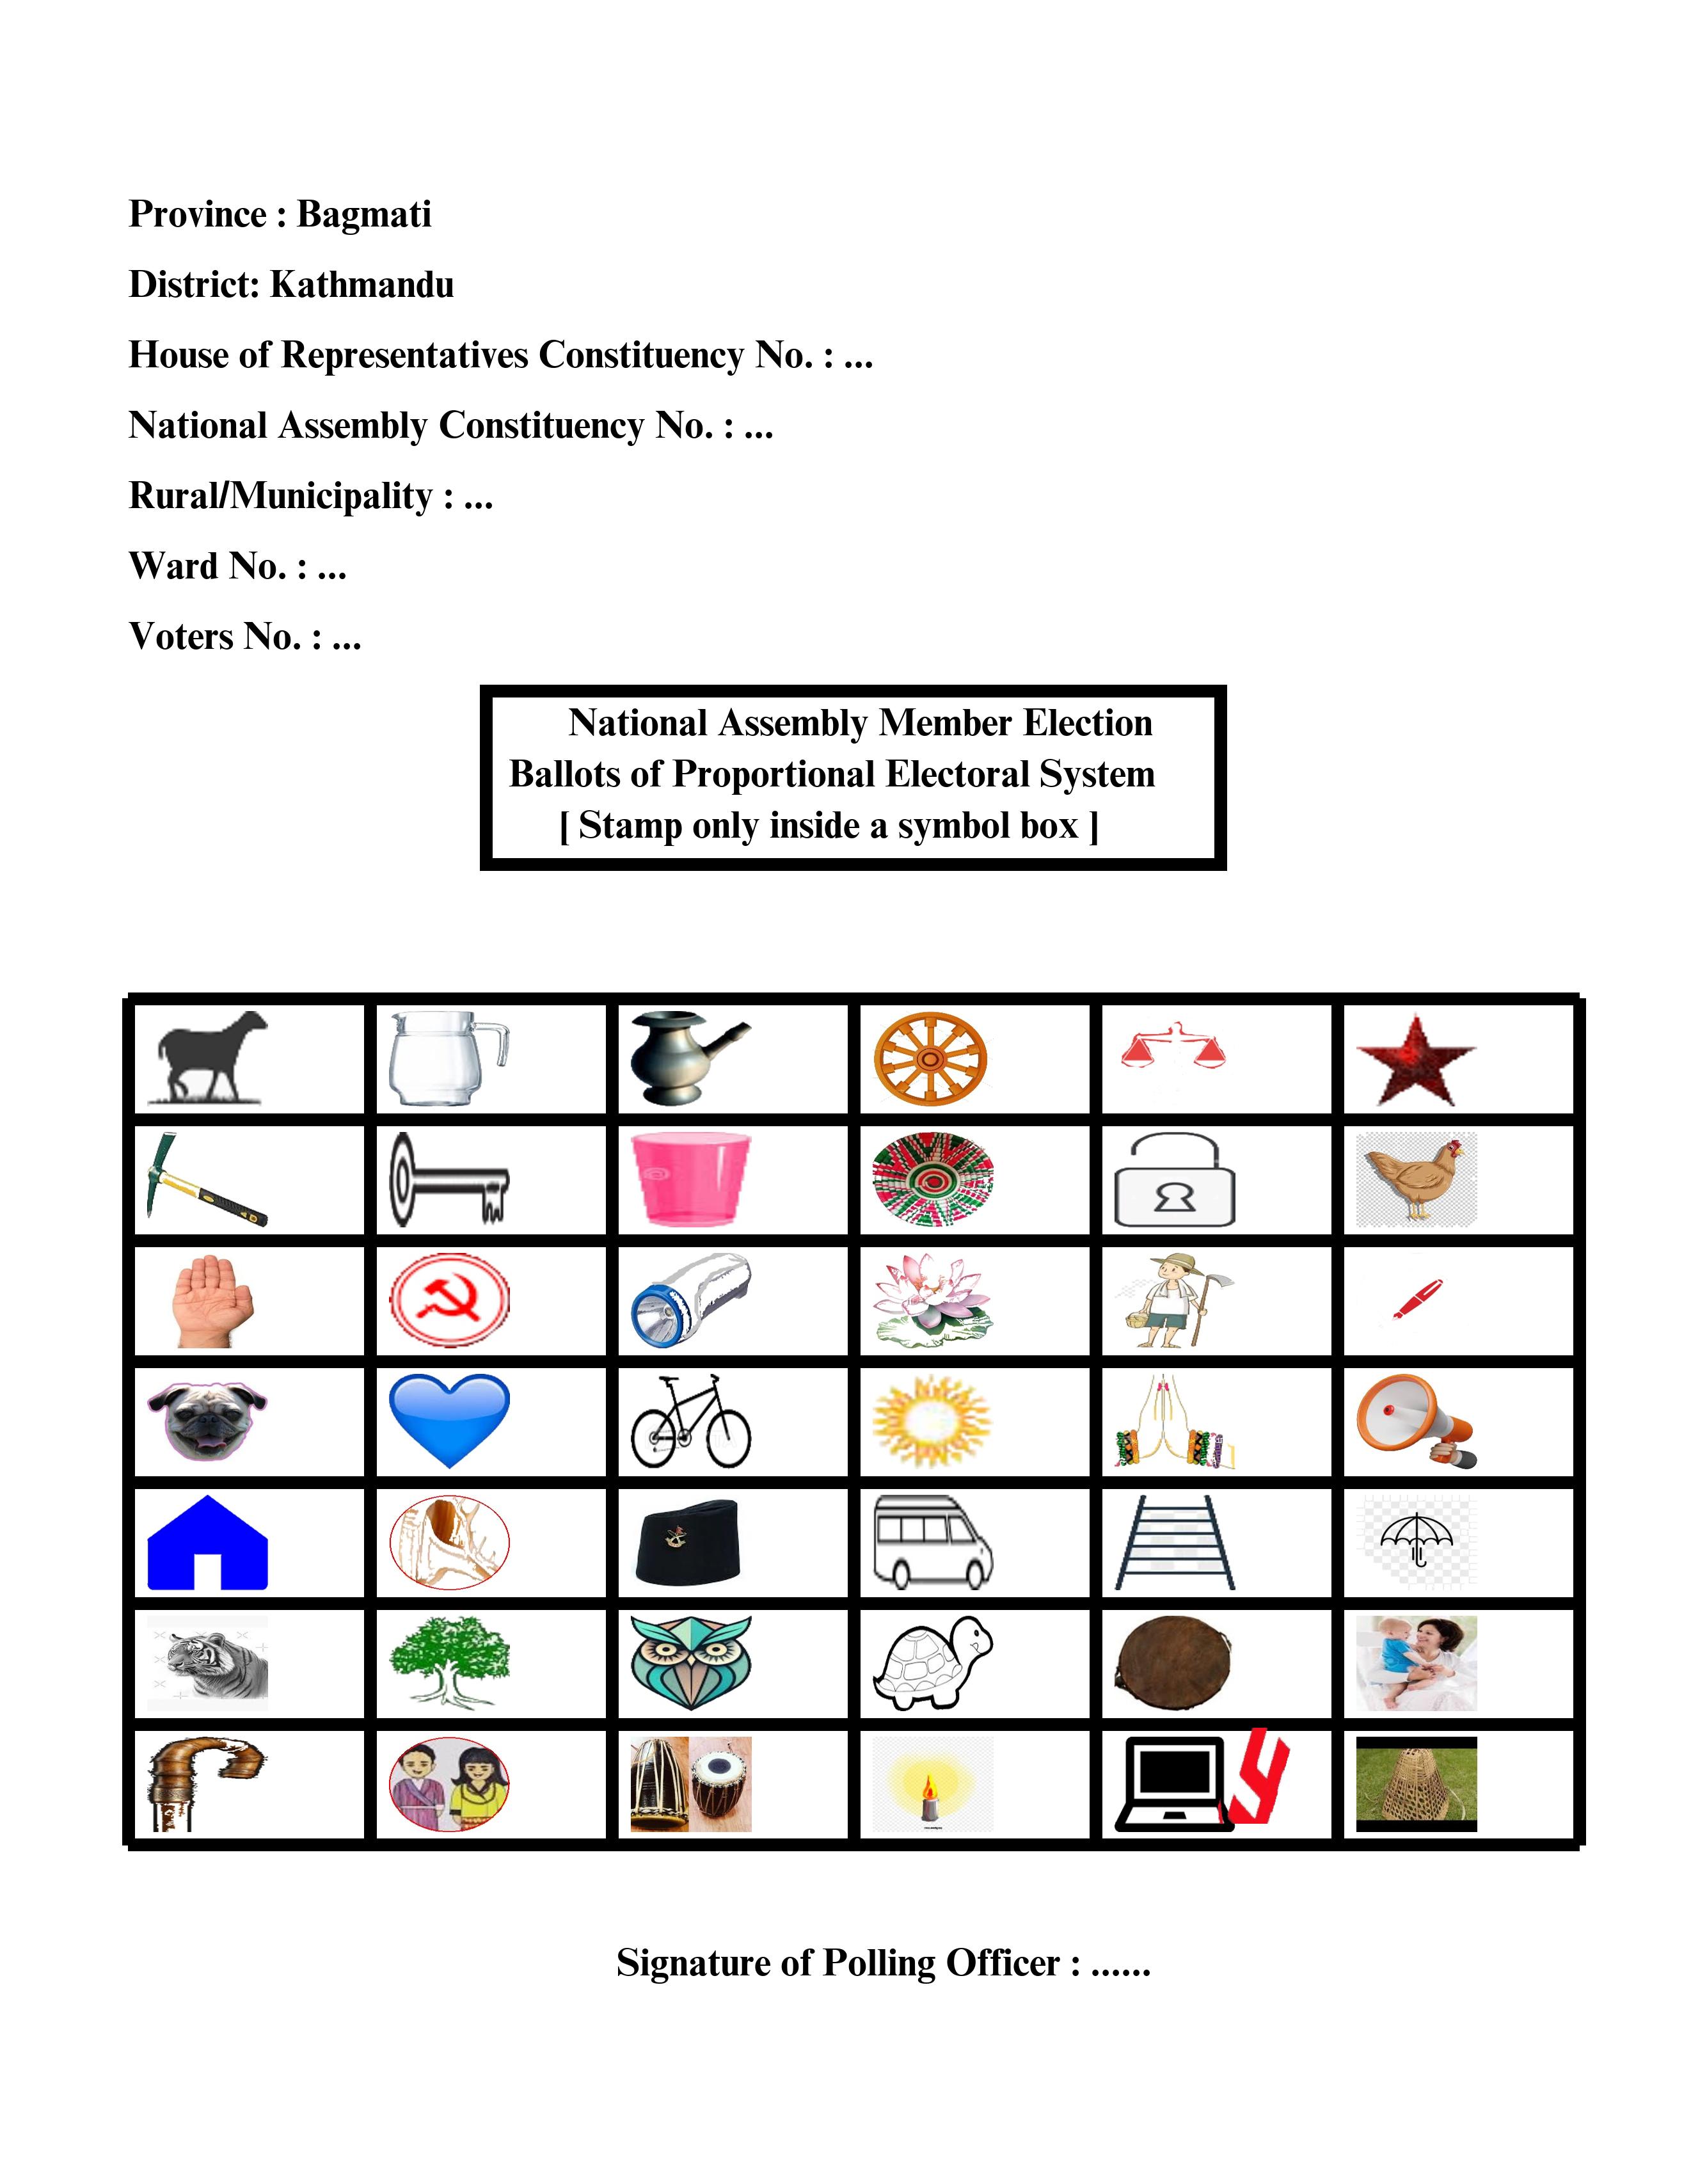 Province : Bagmati
District: Kathmandu
House of Representatives Constituency No. : ...
National Assembly Constituency No. : ...
Rural/Municipality : ...
Ward No. : ...
Voters No. : ...
National Assembly Member Election
Ballots of Proportional Electoral System
[ Stamp only inside a symbol box ]
Signature of Polling Officer : ......